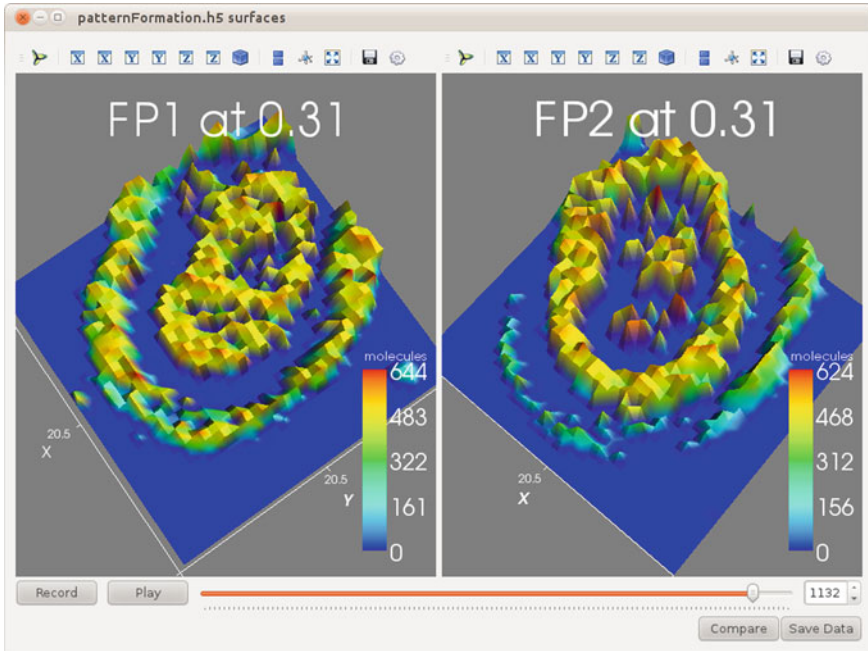 patternFormation.h5 surfaces
X X Y Y Z Z
X X Y Y Z Z
FP1 at 0.31
FP2 at 0.31
molecules
644
483
322
161
0
20.5
X
20.5
Y
molecules
624
468
312
156
0
20.5
X
Record
Play
1132
Compare
Save Data